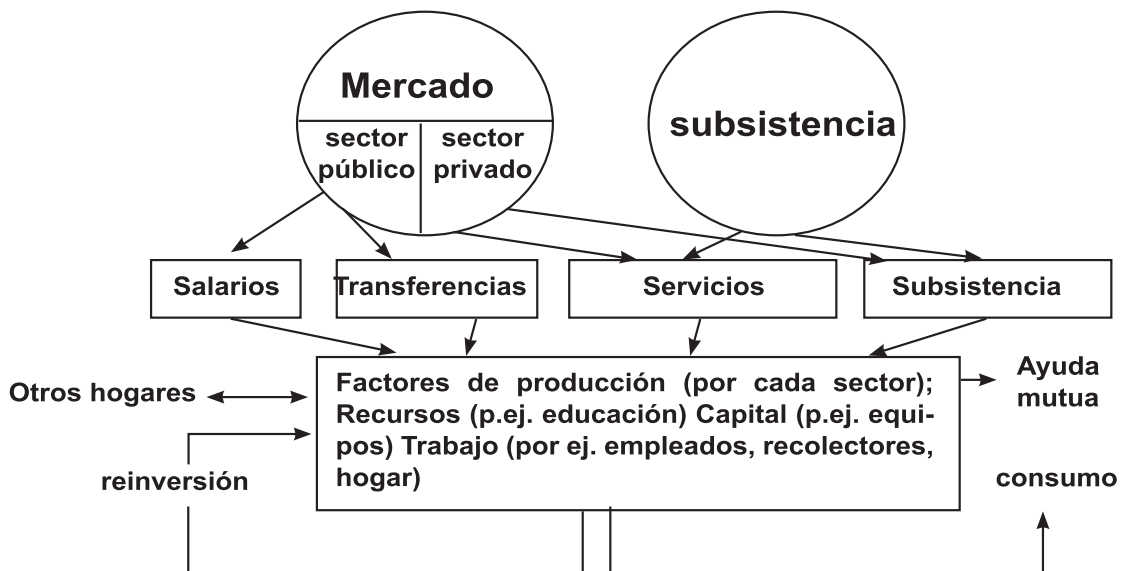 Mercado
sector
público
sector
privado
subsistencia
Salarios
Transferencias
Servicios
Subsistencia
Otros hogares
Factores de producción (por cada sector);
Recursos (p.ej. educación) Capital (p.ej. equi-
pos) Trabajo (por ej. empleados, recolectores,
hogar)
Ayuda
mutua
reinversión
consumo